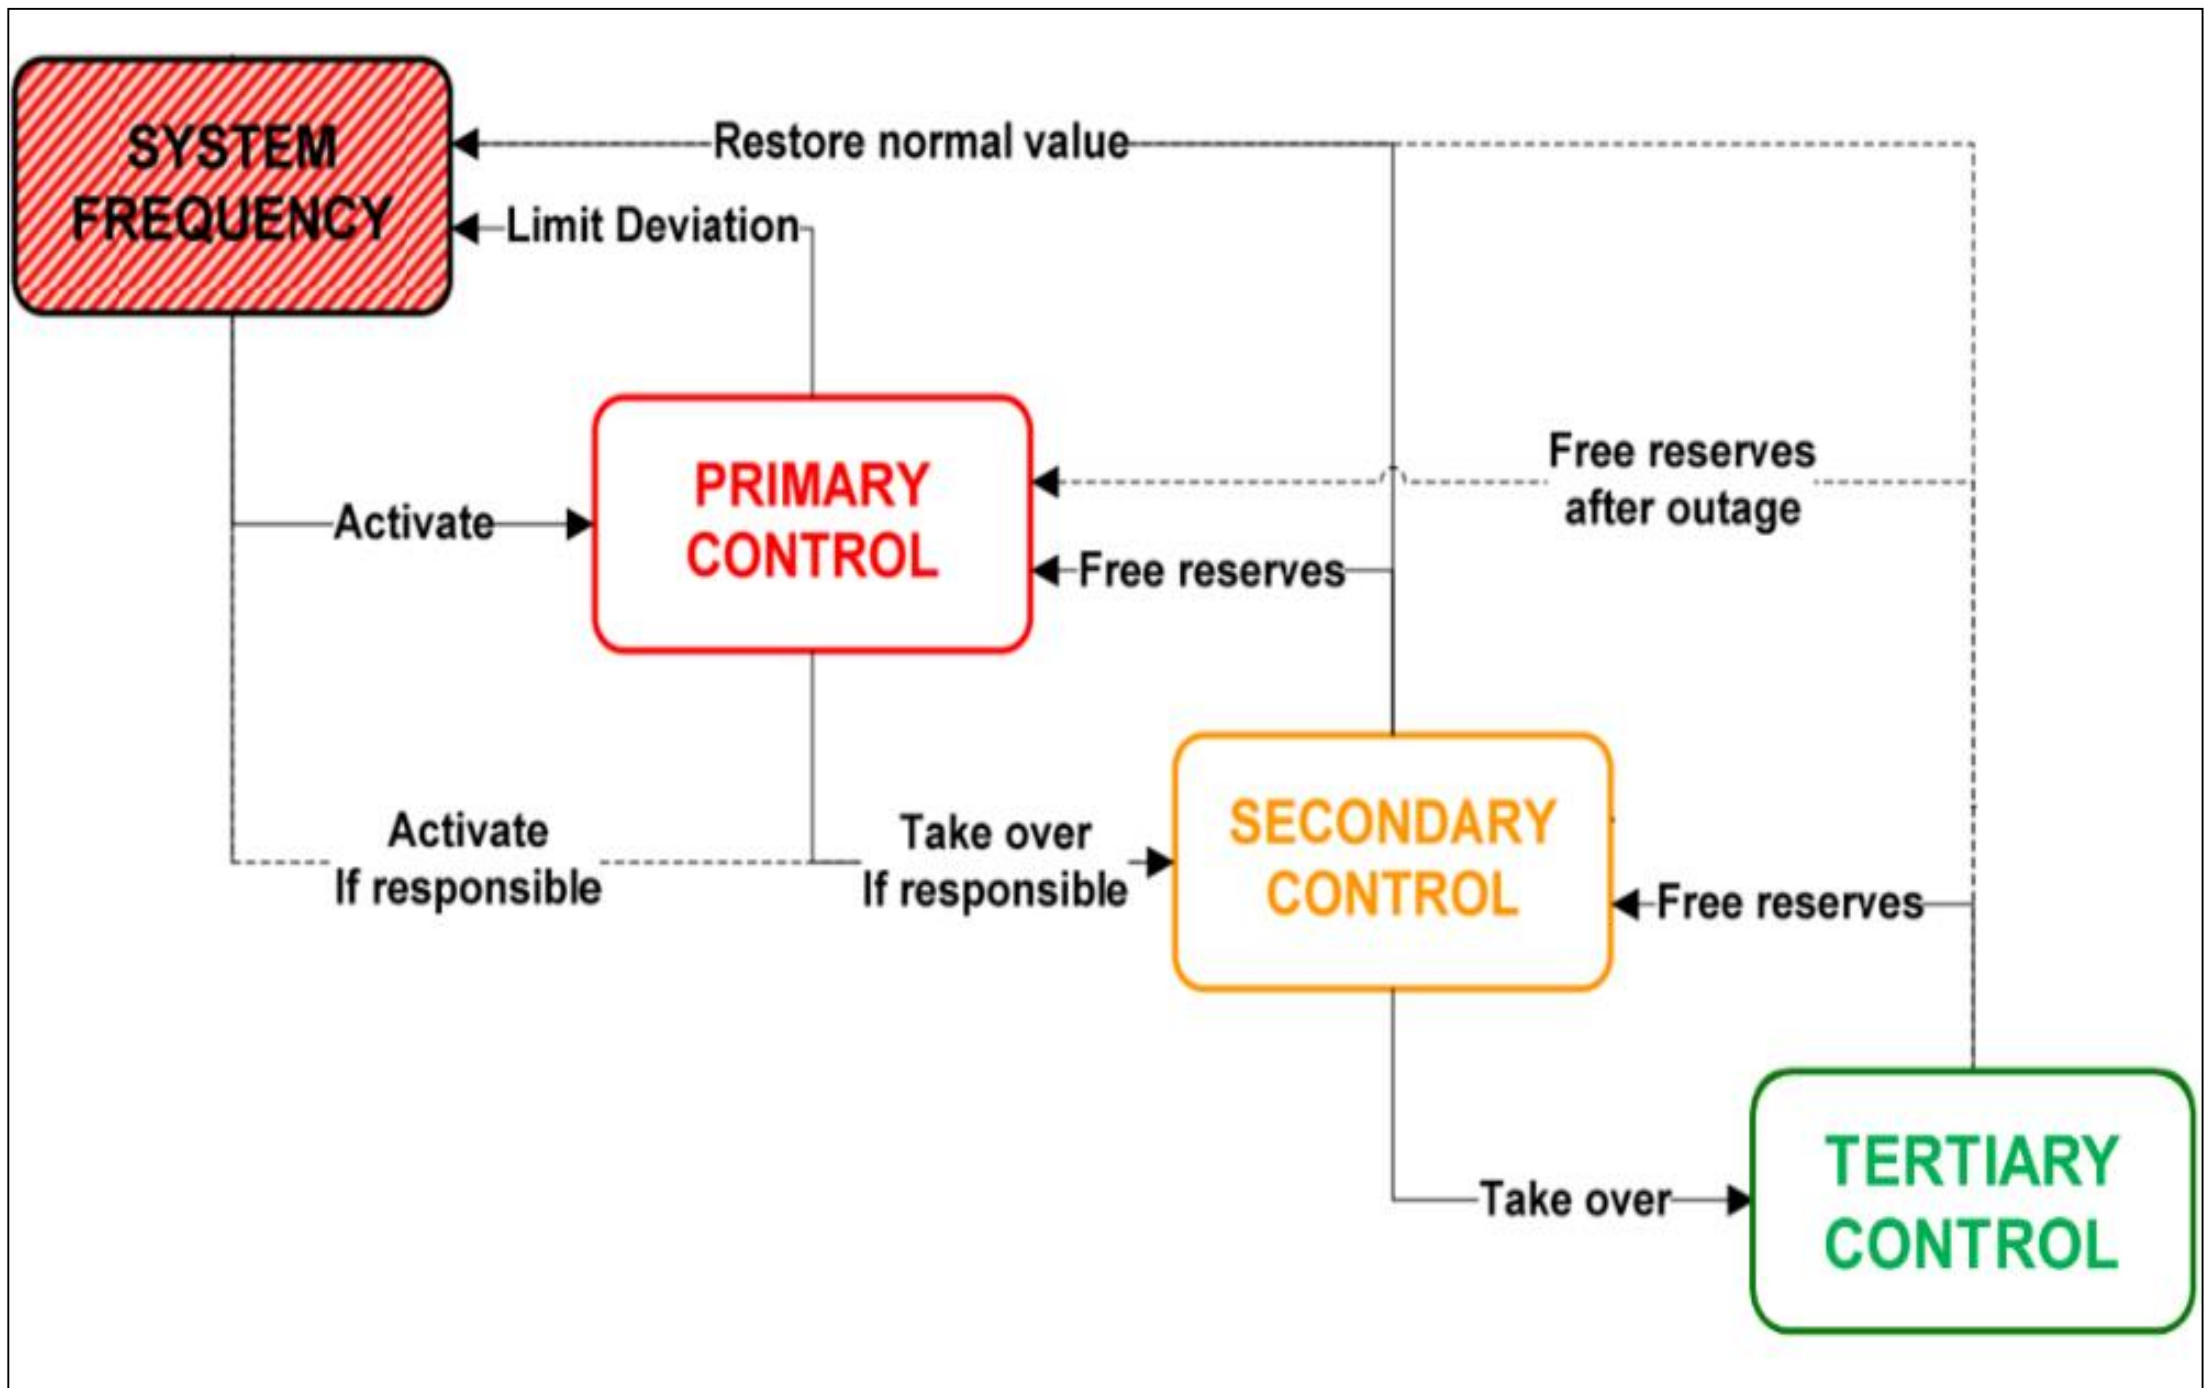 SYSTEM
FREQUENCY
Restore normal value
Limit Deviation
PRIMARY
CONTROL
Activate
Free reserves
after outage
Free reserves
Activate
If responsible
Take over
If responsible
SECONDARY
CONTROL
Free reserves
TERTIARY
CONTROL
Take over